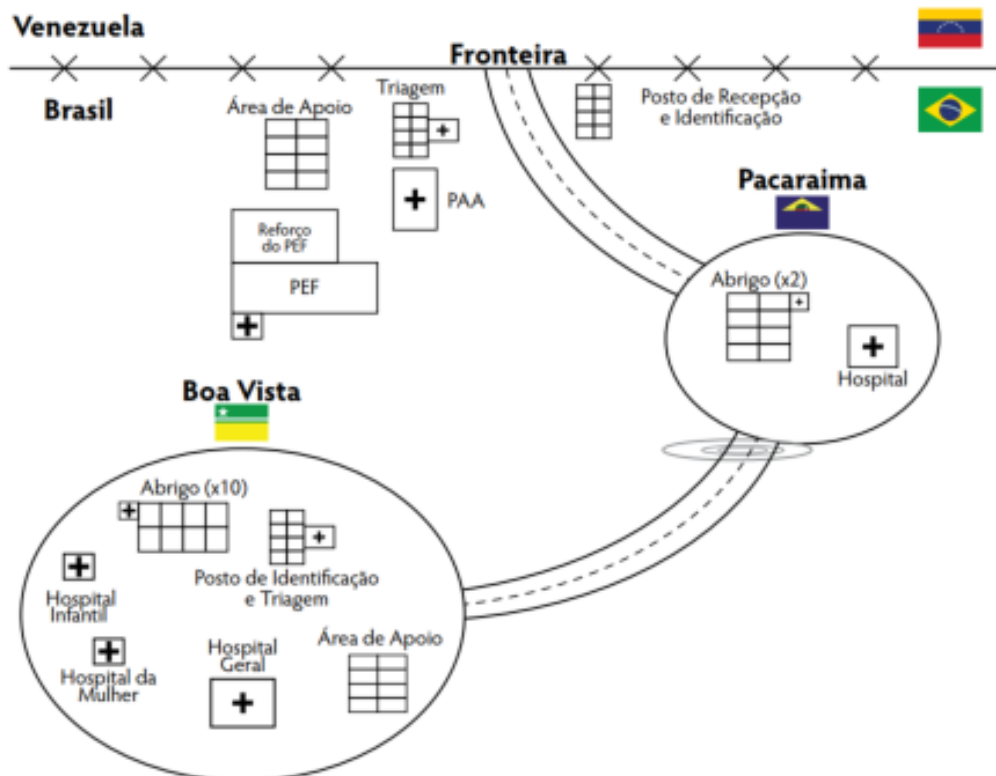 Venezuela
Fronteira
Brasil
Área de Apoio
Triagem
Posto de Recepção
e Identificação
PAA
Pacaraima
Reforço
do PEF
PEF
Abrigo (x2)
Hospital
Boa Vista
Abrigo (x10)
Posto de Identificação
e Triagem
Hospital
Infantil
Hospital da
Mulher
Hospital
Geral
Área de Apoio